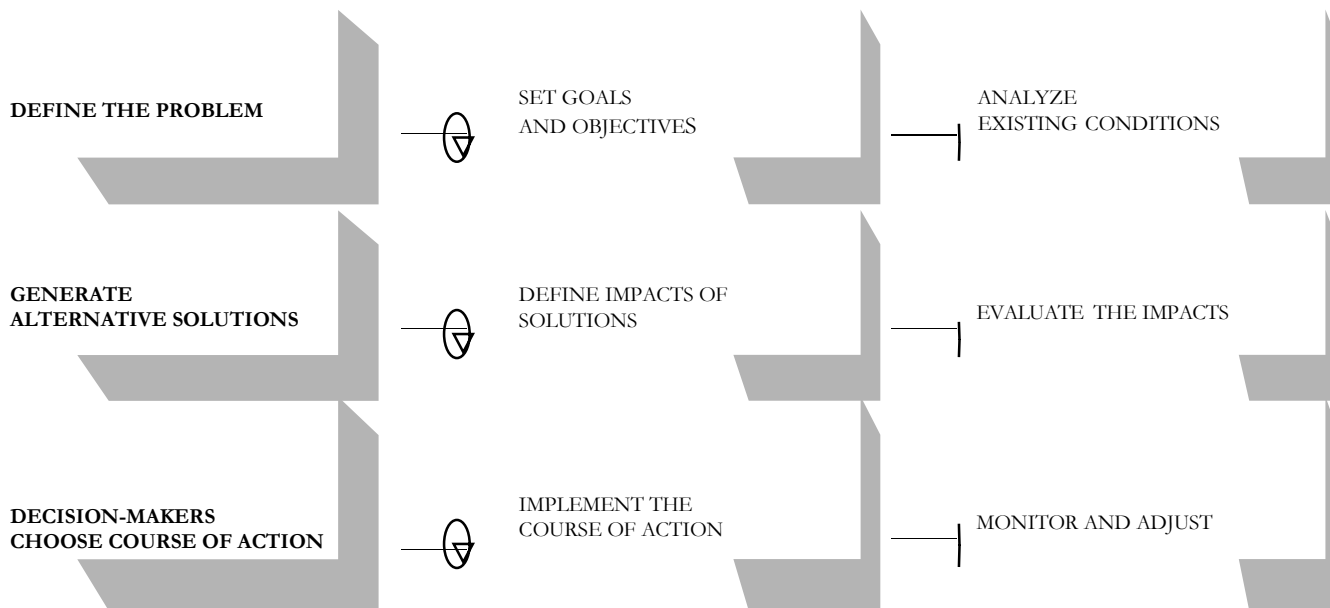 DEFINE THE PROBLEM
SET GOALS
AND OBJECTIVES
ANALYZE
EXISTING CONDITIONS
GENERATE
ALTERNATIVE SOLUTIONS
DEFINE IMPACTS OF
SOLUTIONS
EVALUATE THE IMPACTS
DECISION-MAKERS
CHOOSE COURSE OF ACTION
IMPLEMENT THE
COURSE OF ACTION
MONITOR AND ADJUST